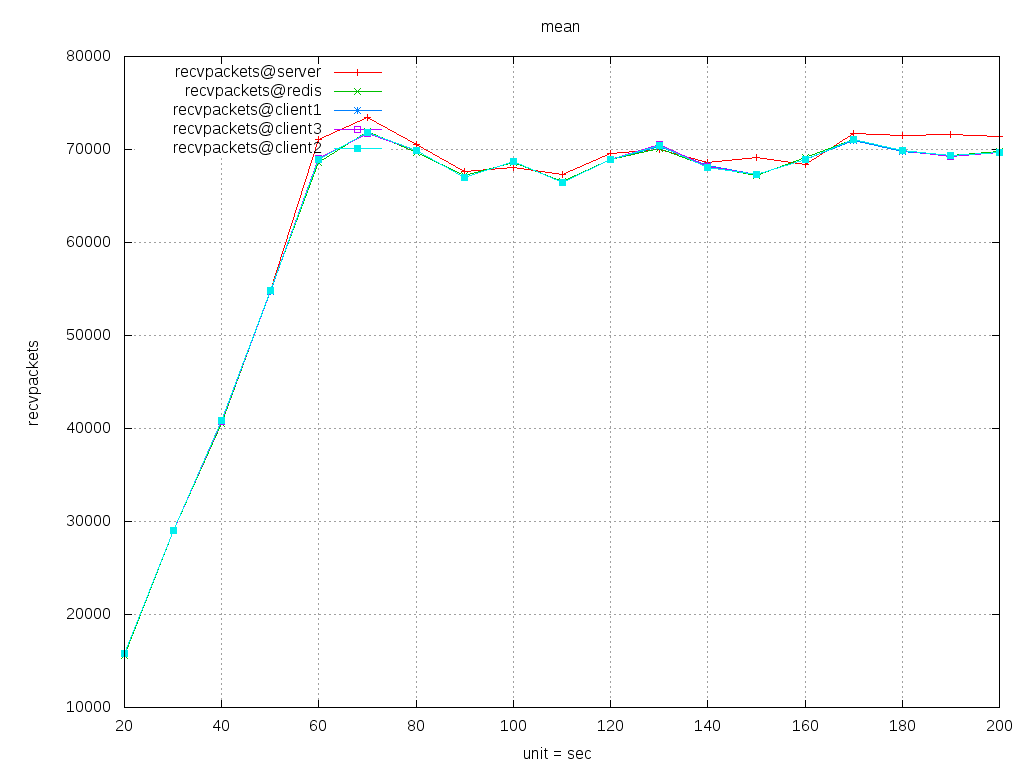 mean
80000
70000
60000
50000
40000
30000
20000
10000
recvpackets
recvpackets@server
recvpackets@redis
recvpackets@client1
recvpackets@client3
recvpackets@client2
20 40 60 80 100 120 140 160 180 200
unit = sec